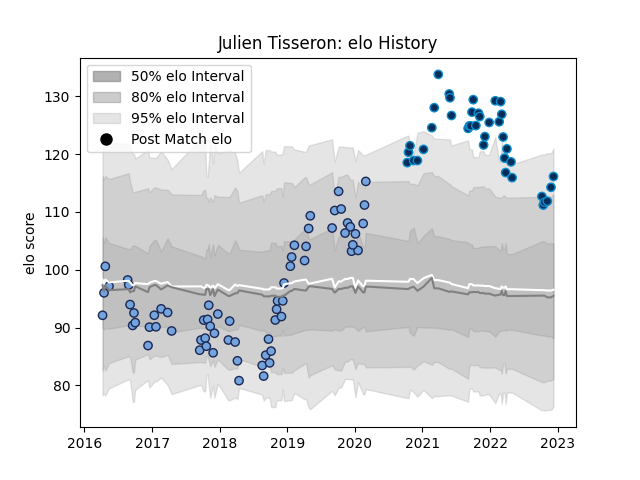 Julien Tisseron: elo History
50% elo Interval
80% elo Interval
95% elo Interval
Post Match elo
elo score
130
120
110
100
90
80
2016 2017 2018 2019 2020 2021 2022 2023